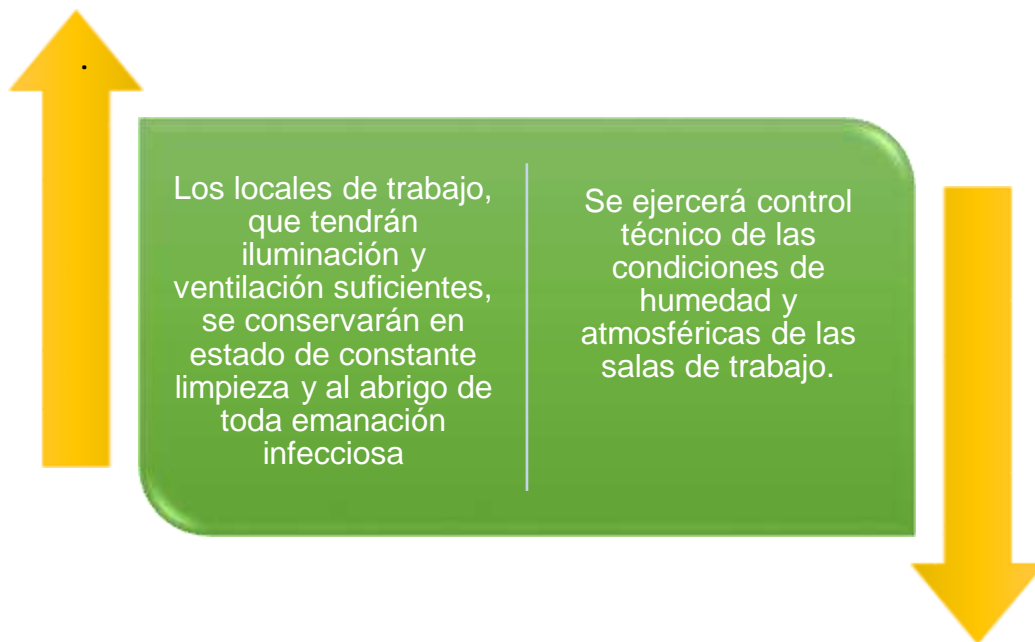 .
Los locales de trabajo,
que tendrán
iluminación y
ventilación suficientes,
se conservarán en
estado de constante
limpieza y al abrigo de
toda emanación
infecciosa
Se ejercerá control
técnico de las
condiciones de
humedad y
atmosféricas de las
salas de trabajo.